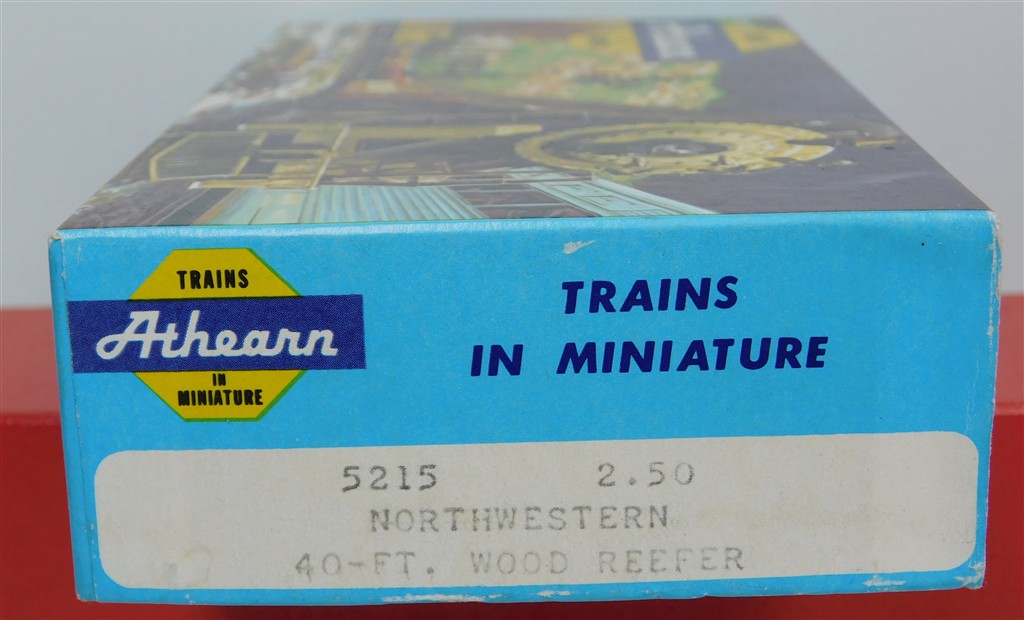 TRAINS
Athearn
IN
MINIATURE
TRAINS
IN MINIATURE
5215 2.50
NORTHWESTERN
40-FT. WOOD REEFER